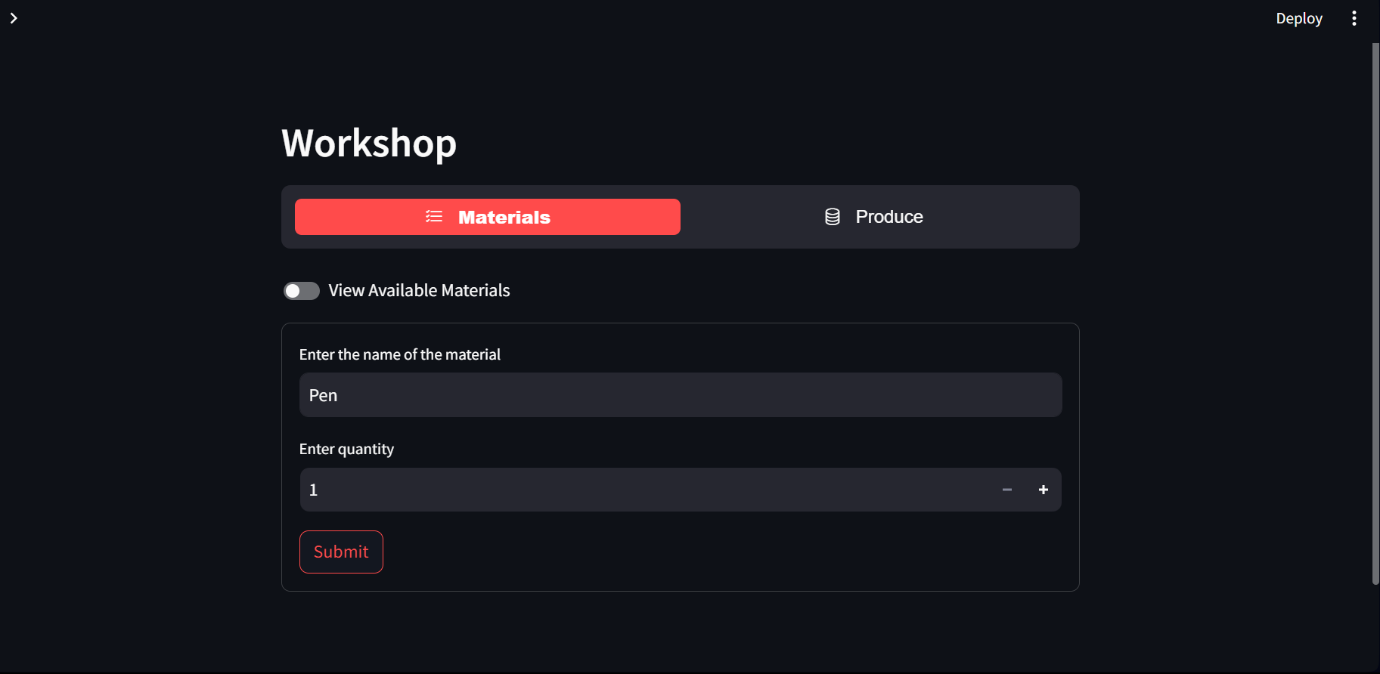 Deploy
Workshop
Materials
Produce
View Available Materials
Enter the name of the material
Pen
Enter quantity
1
Submit